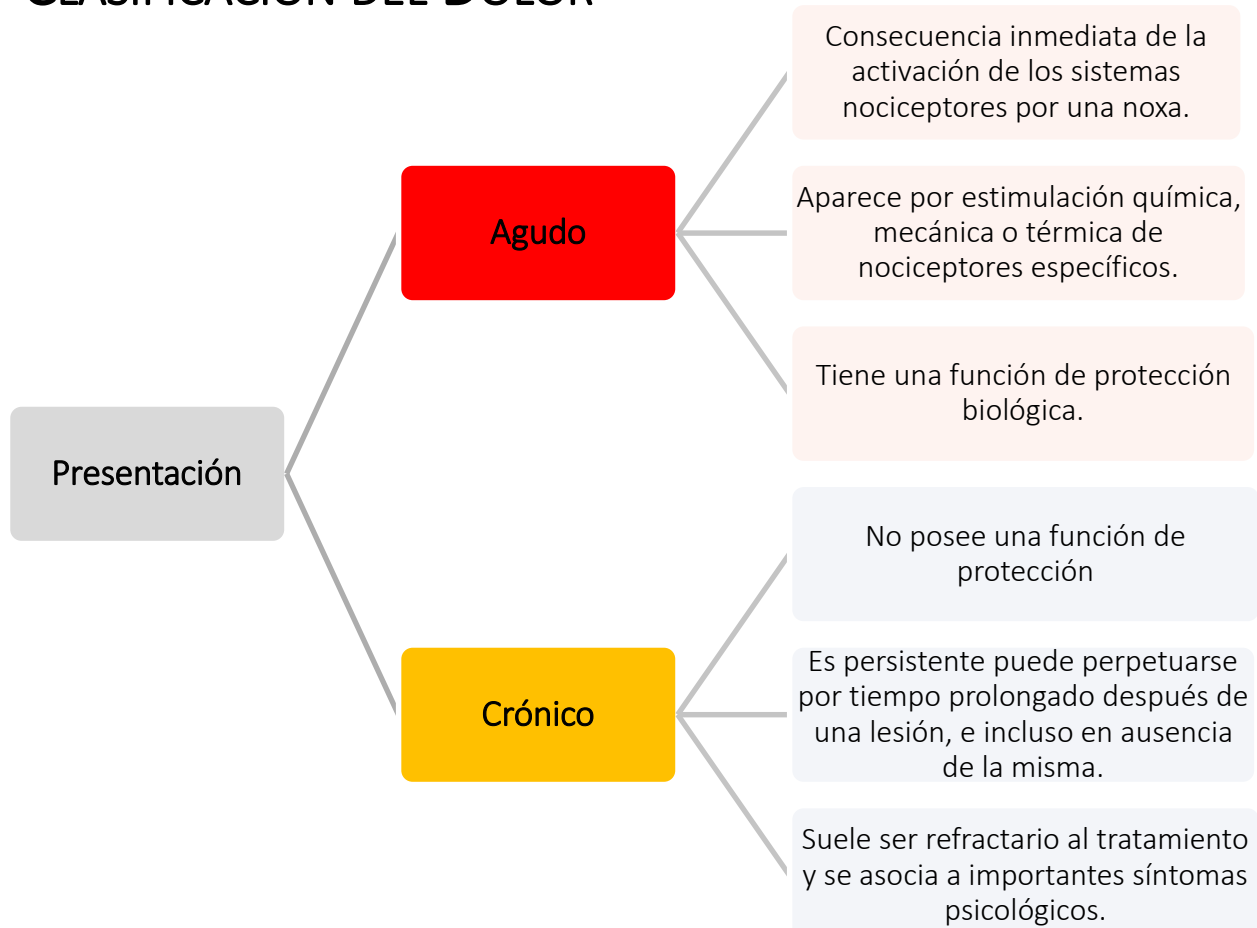 CLASIFICACIÓN DEL DOLOR
Consecuencia inmediata de la
activación de los sistemas
nociceptores por una noxa.
Agudo
Aparece por estimulación química,
mecánica o térmica de
nociceptores específicos.
Tiene una función de protección
biológica.
Presentación
No posee una función de
protección
Crónico
Es persistente puede perpetuarse
por tiempo prolongado después de
una lesión, e incluso en ausencia
de la misma.
Suele ser refractario al tratamiento
y se asocia a importantes síntomas
psicológicos.